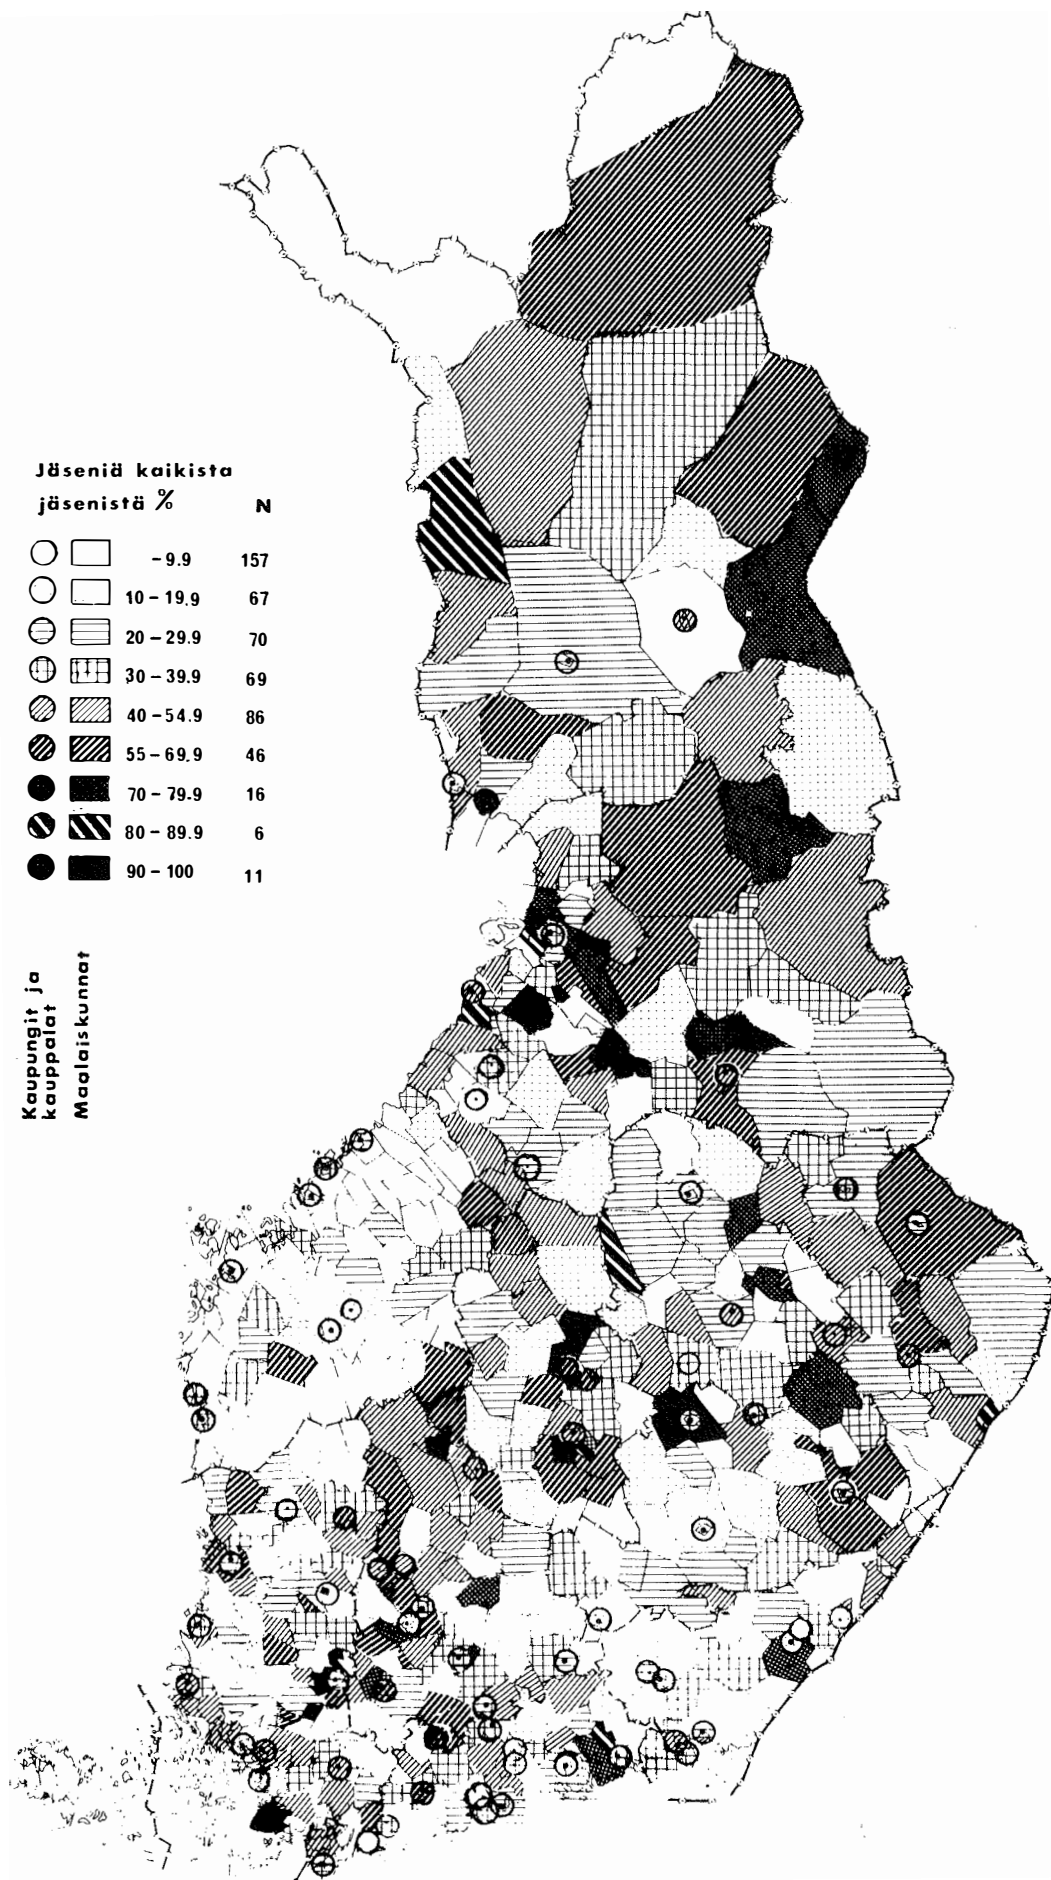 Jäseniä kaikista
jäsenistä % N
-9.9 157
10-19.9 67
20-29.9 70
30-39.9 69
40-54.9 86
55-69.9 46
70-79.9 16
80-89.9 6
90-100 11
Kaupungit ja
kauppalat
Maalaiskunnat